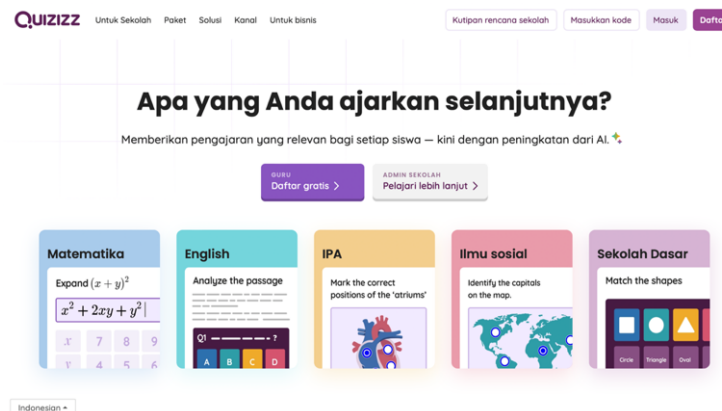 QUIZIZZ
Untuk Sekolah Paket Solusi Kanal Untuk bisnis
Kutipan rencana sekolah Masukkan kode Masuk
Apa yang Anda ajarkan selanjutnya?
Memberikan pengajaran yang relevan bagi setiap siswa — kini dengan peningkatan dari AI.
GURU
Daftar gratis >
ADMIN SEKOLAH
Pelajari lebih lanjut >
Matematika
Expand (x + y)²
x² + 2xy + y²
x 7 8 9
y 4 5 6
English
Analyze the passage
Q1 ?
A B C D
IPA
Mark the correct
positions of the 'atriums'
Ilmu sosial
Identify the capitals
on the map.
Sekolah Dasar
Match the shapes
Circle Triangle Oval
Indonesian